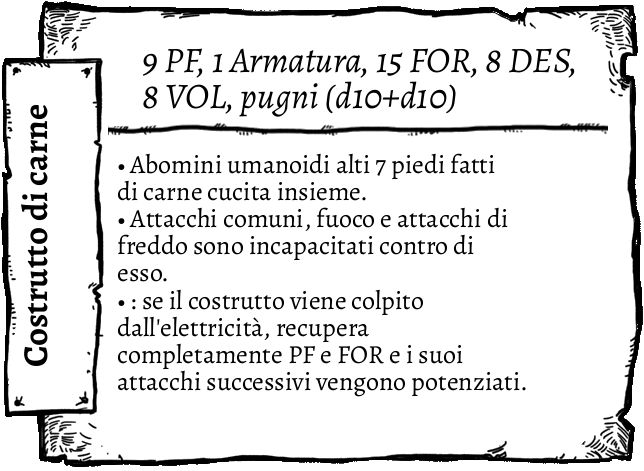 Costrutto di carne
9 PF, 1 Armatura, 15 FOR, 8 DES,
8 VOL, pugni (d10+d10)
• Abomini umanoidi alti 7 piedi fatti
di carne cucita insieme.
• Attacchi comuni, fuoco e attacchi di
freddo sono incapacitati contro di
esso.
• : se il costrutto viene colpito
dall'elettricità, recupera
completamente PF e FOR e i suoi
attacchi successivi vengono potenziati.